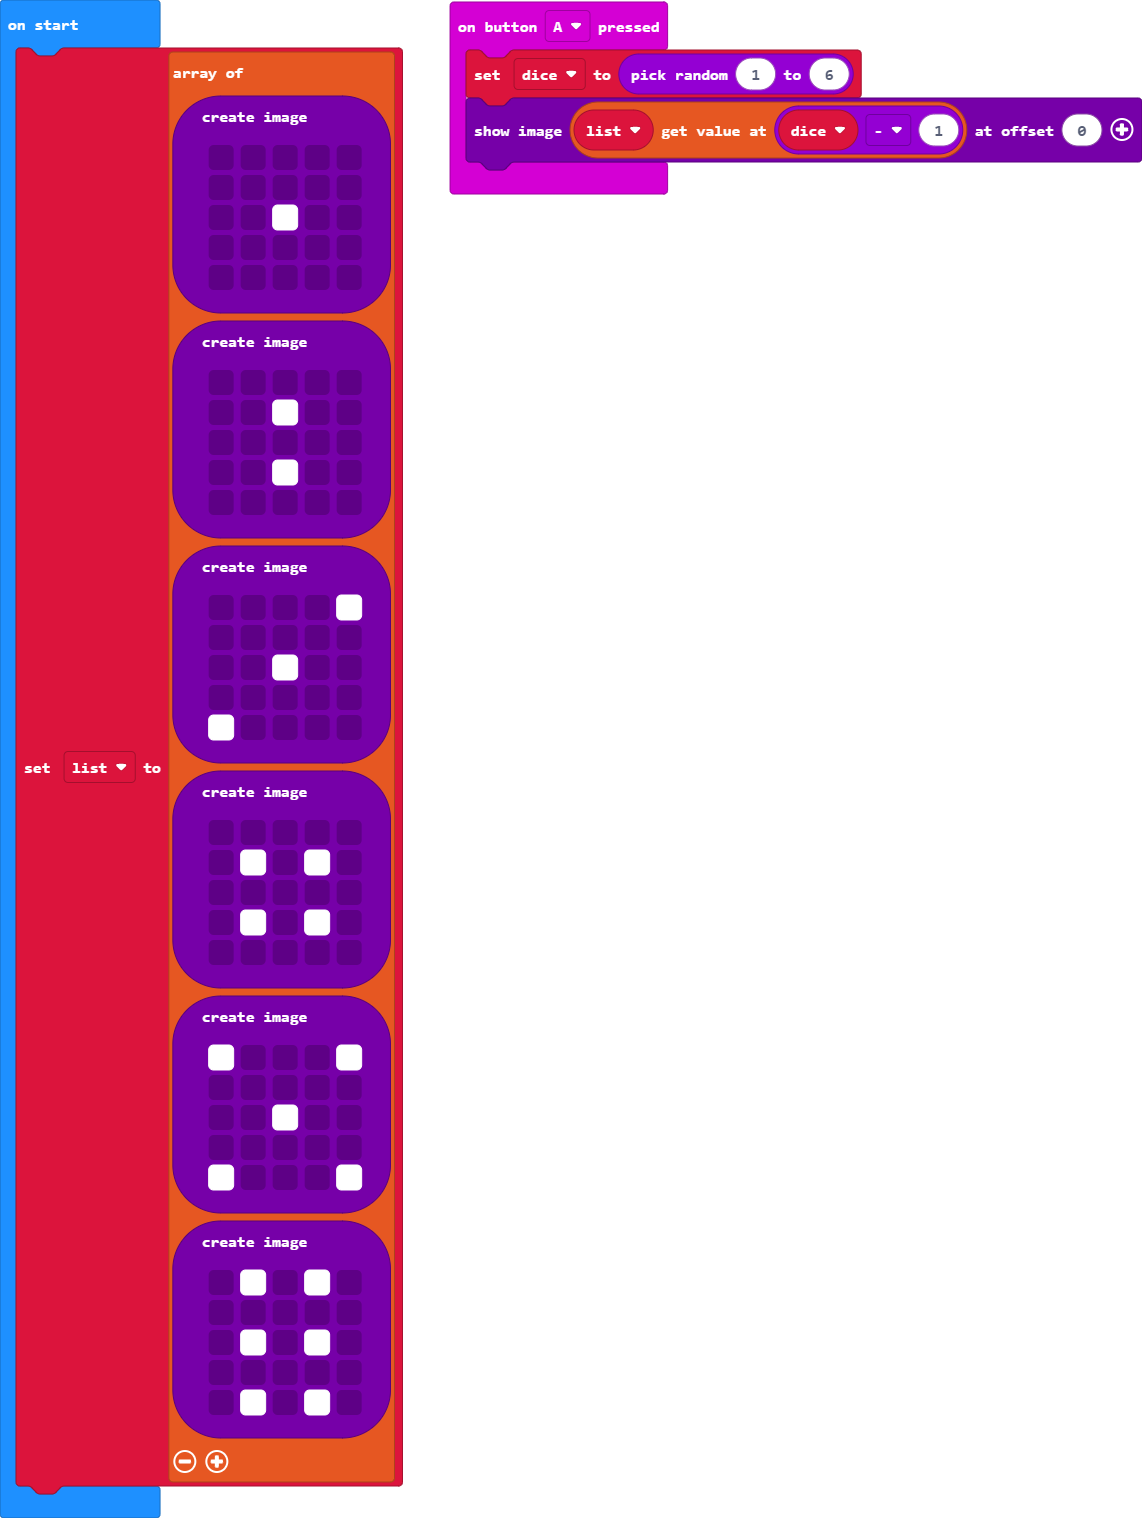 on start
array of
create image
create image
create image
set list to
create image
create image
create image
on button A pressed
set dice to pick random 1 to 6
show image list get value at dice - 1 at offset 0